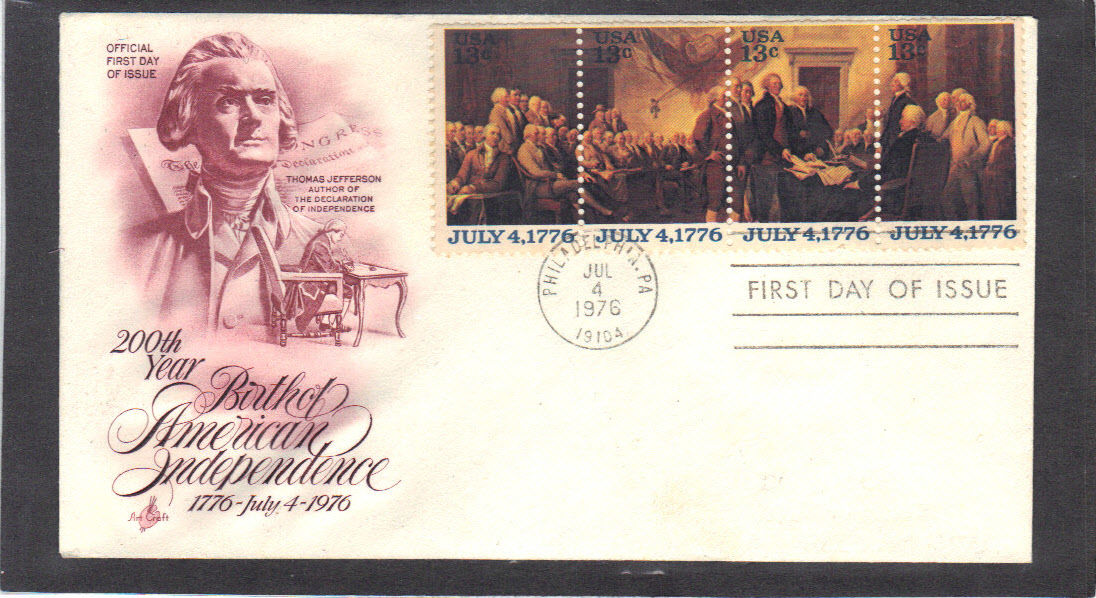 OFFICIAL
FIRST DAY
OF ISSUE
CONGRESS
Declaration
THOMAS JEFFERSON
AUTHOR OF
THE DECLARATION
OF INDEPENDENCE
200th
Year
Birth of
American
Independence
1776-July 4-1976
Art Craft
USA
13c
USA
13c
USA
13c
USA
13c
JULY 4,1776
JULY 4,1776
JULY 4,1776
JULY 4,1776
PHILADELPHIA, PA
JUL
4
1976
19104
FIRST DAY OF ISSUE